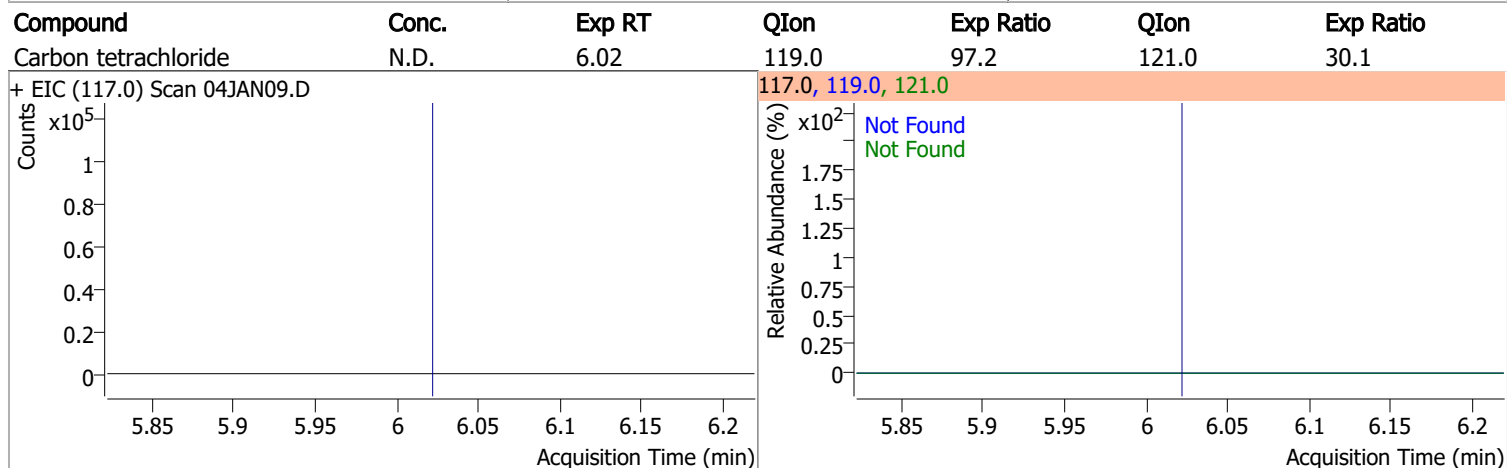 Compound Conc. Exp RT QIon Exp Ratio QIon Exp Ratio
Carbon tetrachloride N.D. 6.02 119.0 97.2 121.0 30.1
+ EIC (117.0) Scan 04JAN09.D
Counts
x10⁵
1
0.8
0.6
0.4
0.2
0
5.85 5.9 5.95 6 6.05 6.1 6.15 6.2
Acquisition Time (min)
117.0, 119.0, 121.0
Relative Abundance (%)
x10²
Not Found
Not Found
1.75
1.5
1.25
1
0.75
0.5
0.25
0
5.85 5.9 5.95 6 6.05 6.1 6.15 6.2
Acquisition Time (min)